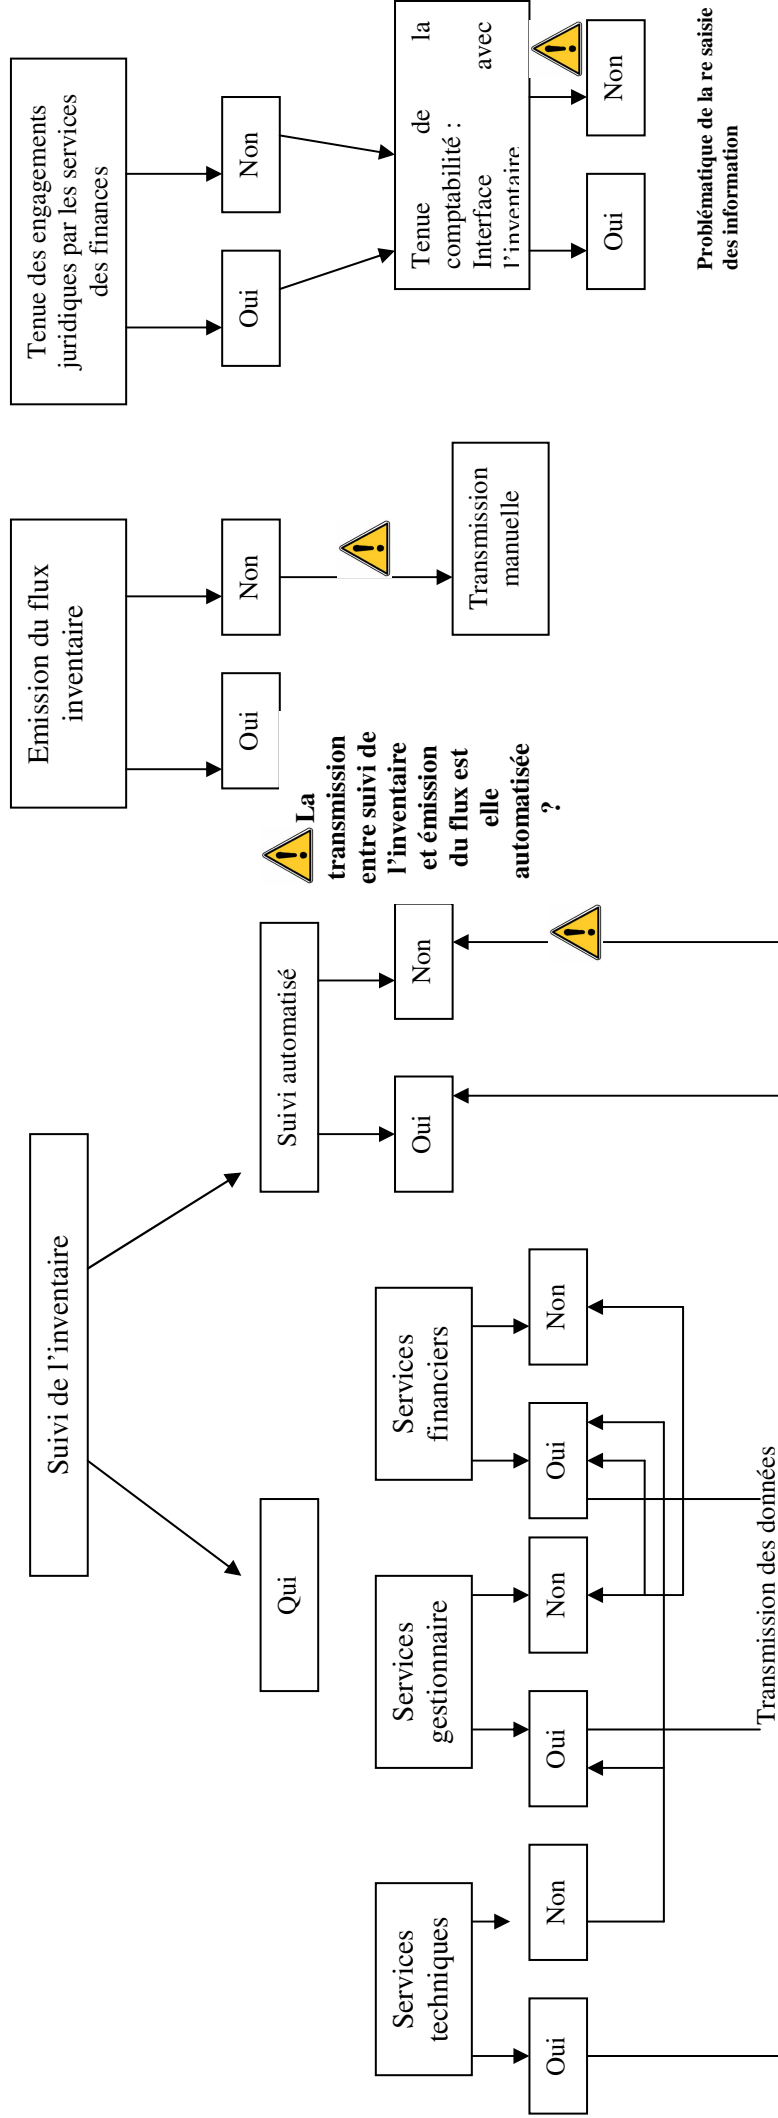 Suivi de l’inventaire
Qui
Services
techniques
Oui
Non
Services
gestionnaire
Oui
Non
Services
financiers
Oui
Non
Transmission des données
Suivi automatisé
Oui
Non
Emission du flux
inventaire
Oui
Non
Transmission
manuelle
La
transmission
entre suivi de
l’inventaire
et émission
du flux est
elle
automatisée
?
Tenue des engagements
juridiques par les services
des finances
Oui
Non
Tenue de la
comptabilité :
Interface avec
l’inventaire
Oui
Non
Problématique de la re saisie
des information